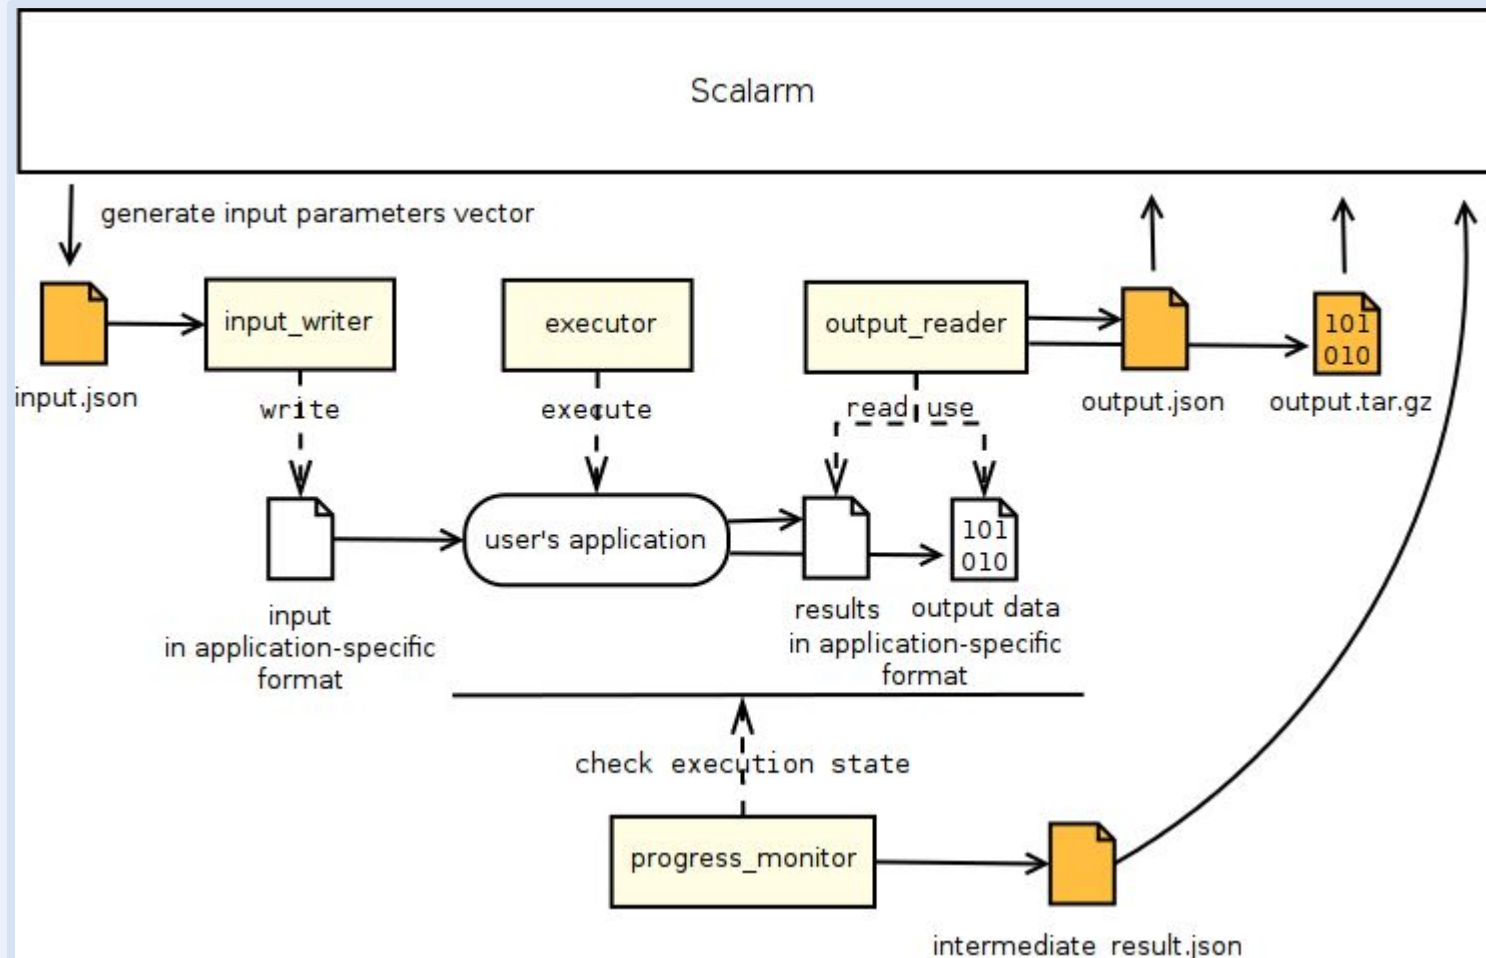 Scalarm
generate input parameters vector
input_writer
executor
output_reader
101
010
input.json
write
execute
read use
output.json
output.tar.gz
user's application
101
010
input
in application-specific
format
results
output data
in application-specific
format
check execution state
progress_monitor
intermediate_result.json